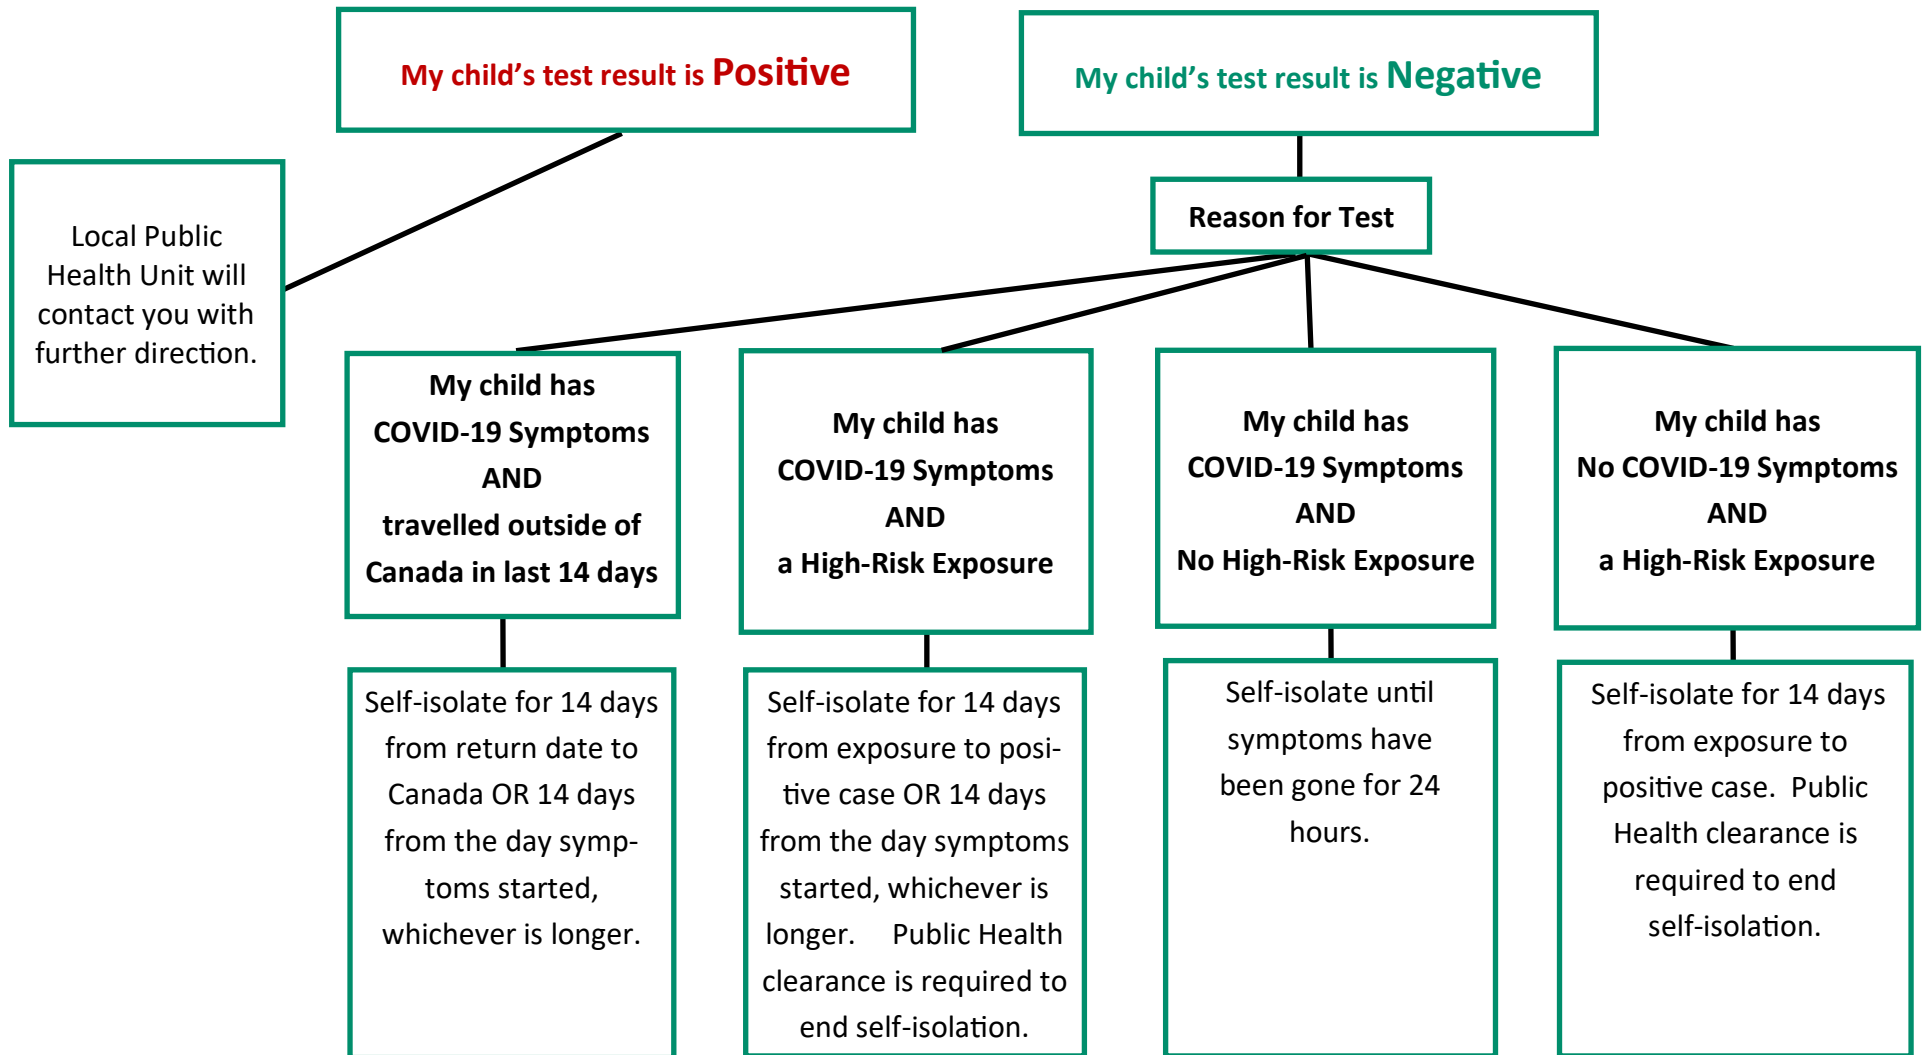 My child's test result is Positive
My child's test result is Negative
Local Public
Health Unit will
contact you with
further direction.
Reason for Test
My child has
COVID-19 Symptoms
AND
travelled outside of
Canada in last 14 days
My child has
COVID-19 Symptoms
AND
a High-Risk Exposure
My child has
COVID-19 Symptoms
AND
No High-Risk Exposure
My child has
No COVID-19 Symptoms
AND
a High-Risk Exposure
Self-isolate for 14 days
from return date to
Canada OR 14 days
from the day symp-
toms started,
whichever is longer.
Self-isolate for 14 days
from exposure to posi-
tive case OR 14 days
from the day symptoms
started, whichever is
longer. Public Health
clearance is required to
end self-isolation.
Self-isolate until
symptoms have
been gone for 24
hours.
Self-isolate for 14 days
from exposure to
positive case. Public
Health clearance is
required to end
self-isolation.